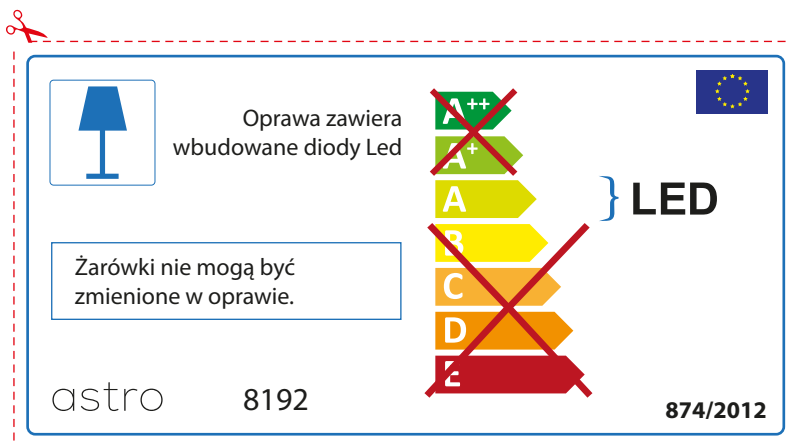 Oprawa zawiera
wbudowane diody Led
A++
A+
A
LED
B
Żarówki nie mogą być
zmienione w oprawie.
C
D
E
astro
8192
874/2012